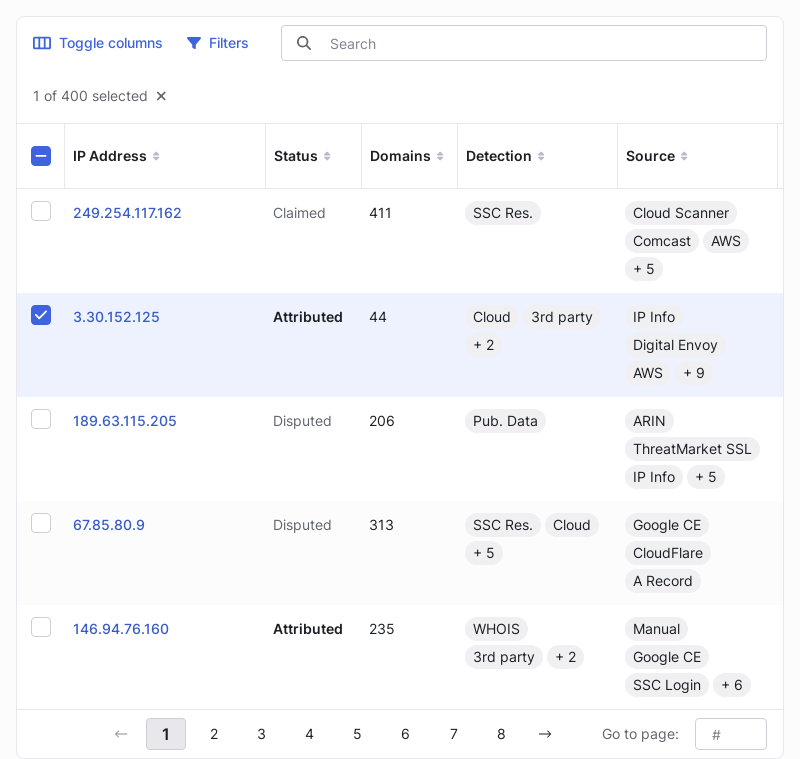 Toggle columns Filters Search
1 of 400 selected
IP Address Status Domains Detection Source
249.254.117.162 Claimed 411 SSC Res. Cloud Scanner
Comcast AWS
+ 5
3.30.152.125 Attributed 44 Cloud 3rd party IP Info
+ 2 Digital Envoy
AWS + 9
189.63.115.205 Disputed 206 Pub. Data ARIN
ThreatMarket SSL
IP Info + 5
67.85.80.9 Disputed 313 SSC Res. Cloud Google CE
+ 5 CloudFlare
A Record
146.94.76.160 Attributed 235 WHOIS Manual
3rd party + 2 Google CE
SSC Login + 6
← 1 2 3 4 5 6 7 8 → Go to page: #